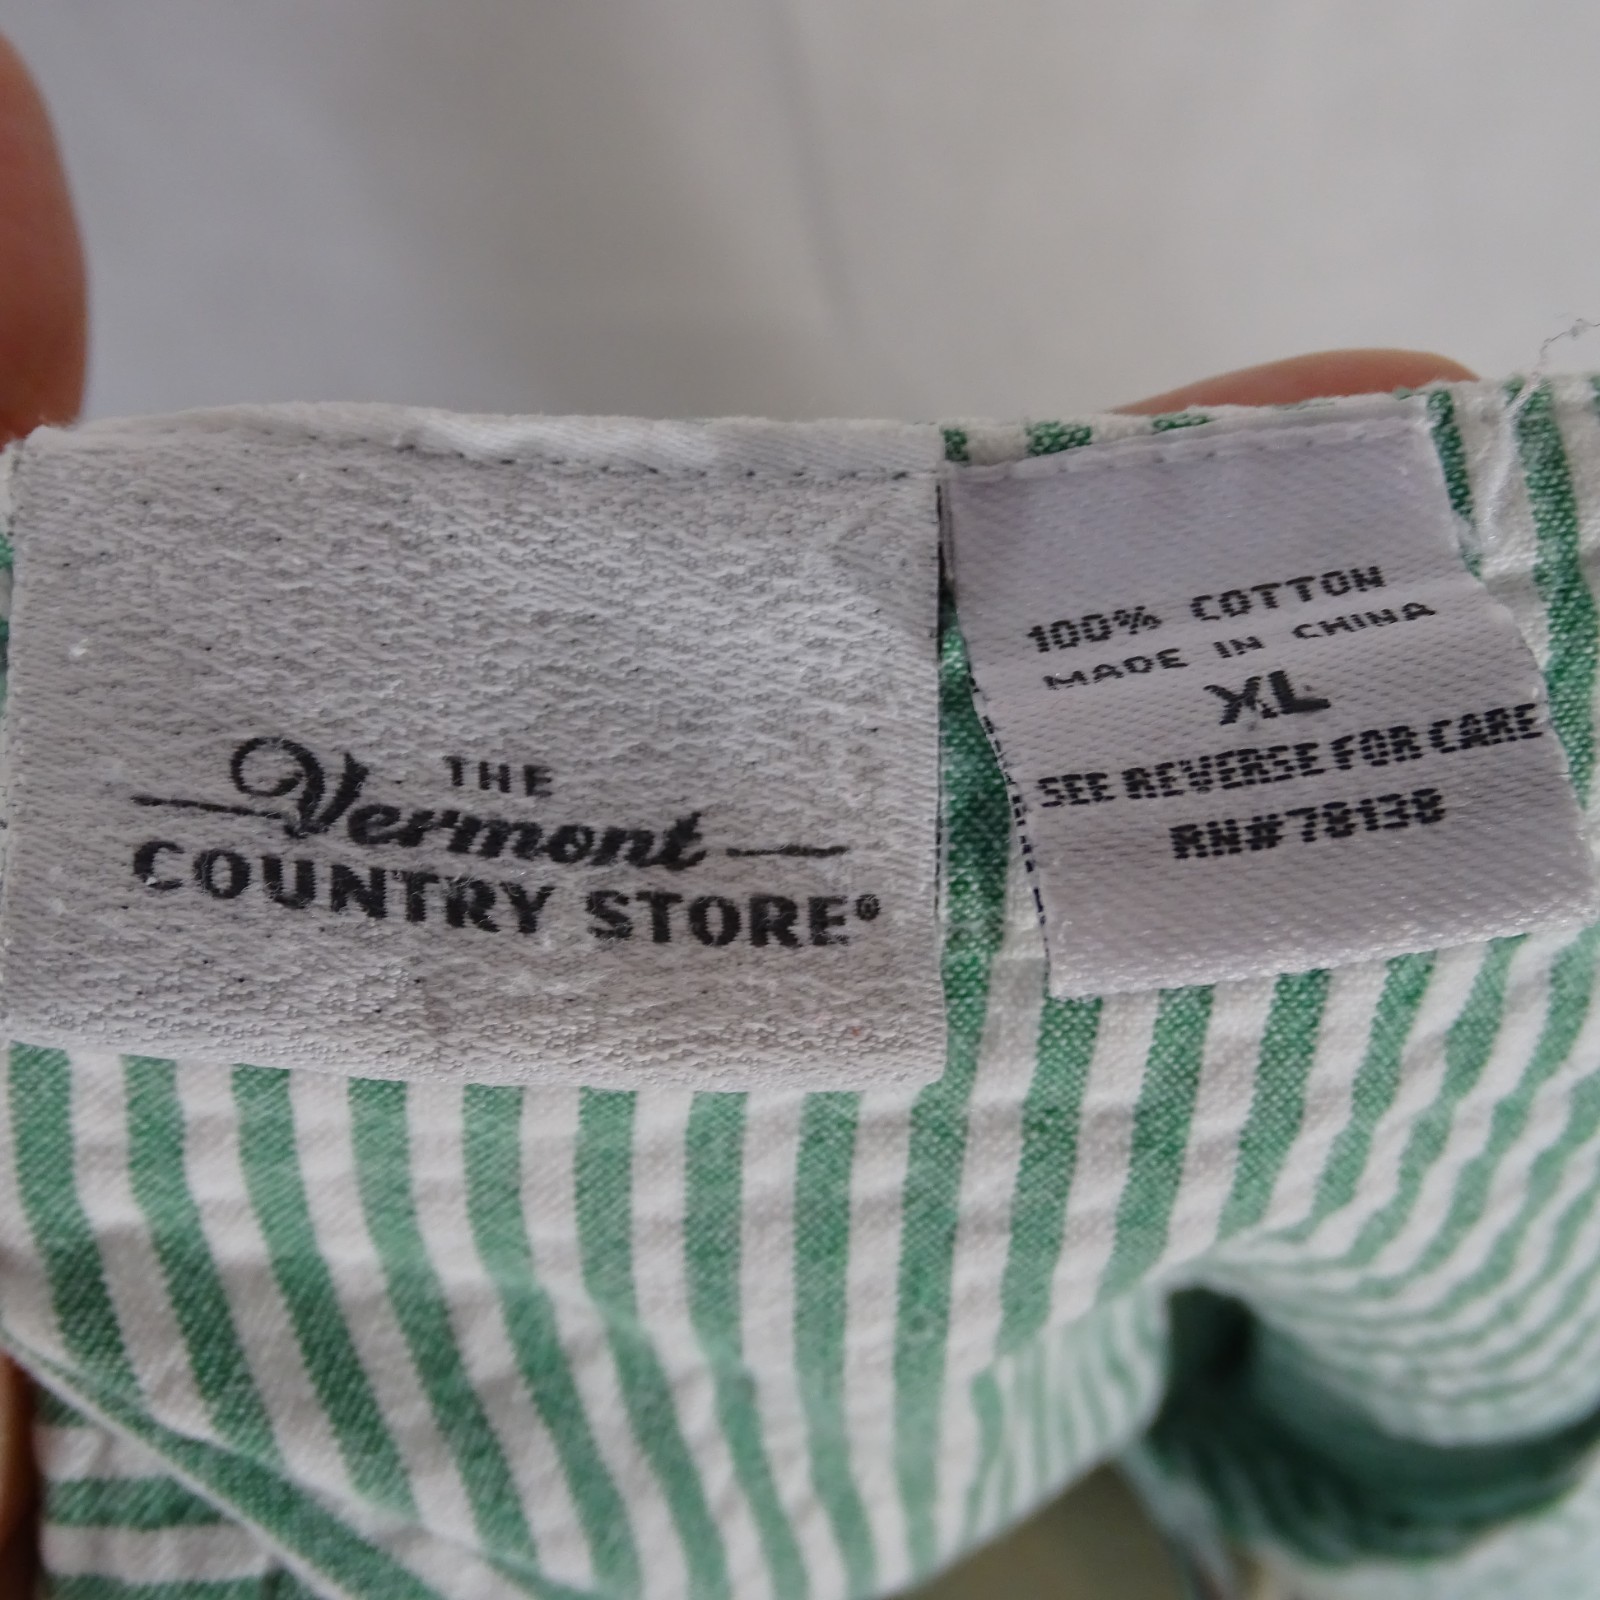 THE
Vermont
COUNTRY STORE®
100% COTTON
MADE IN CHINA
XL
SEE REVERSE FOR CARE
RN#78138